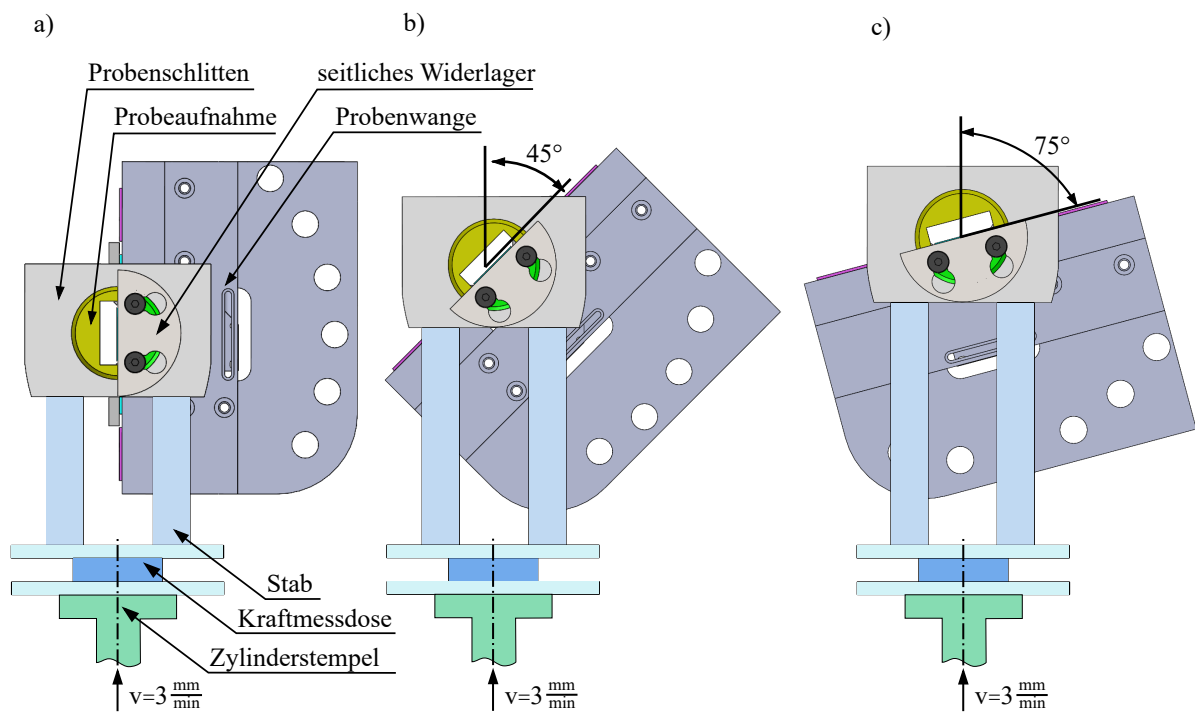 a)
b)
c)
Probenschlitten
seitliches Widerlager
Probeaufnahme
Probenwange
45°
75°
Stab
Kraftmessdose
Zylinderstempel
v=3 mm/min
v=3 mm/min
v=3 mm/min